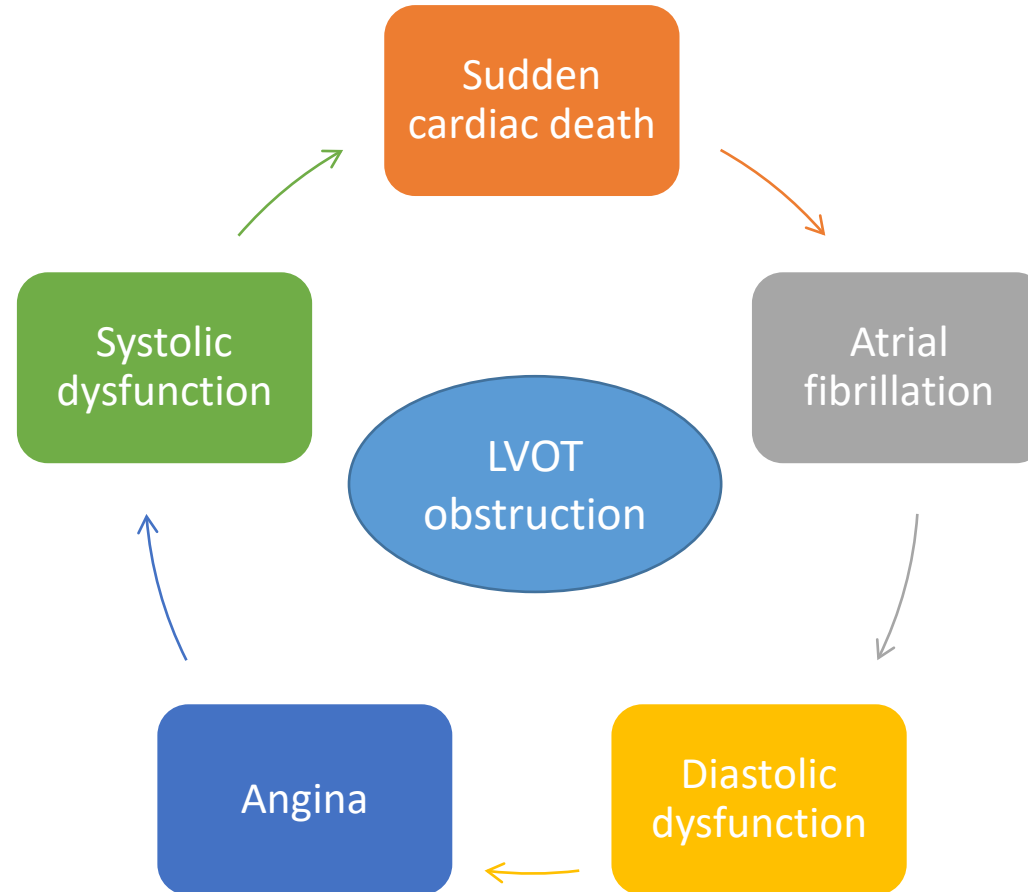 Sudden
cardiac death
Atrial
fibrillation
Diastolic
dysfunction
Angina
Systolic
dysfunction
LVOT
obstruction